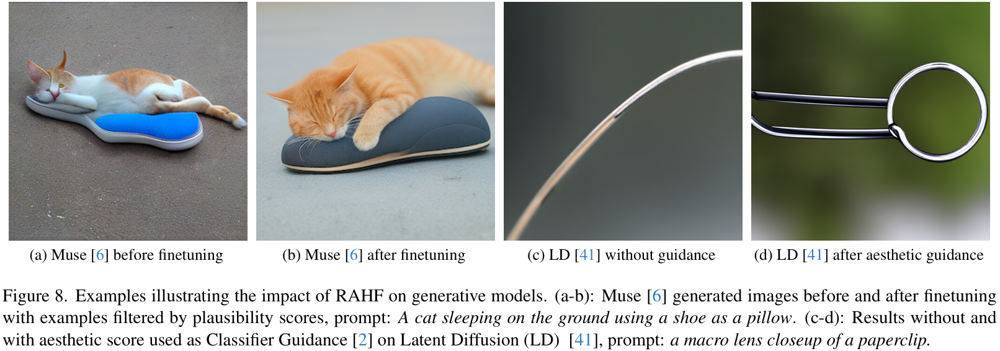 (a) Muse [6] before finetuning
(b) Muse [6] after finetuning
(c) LD [41] without guidance
(d) LD [41] after aesthetic guidance
Figure 8. Examples illustrating the impact of RAHF on generative models. (a-b): Muse [6] generated images before and after finetuning
with examples filtered by plausibility scores, prompt: A cat sleeping on the ground using a shoe as a pillow. (c-d): Results without and
with aesthetic score used as Classifier Guidance [2] on Latent Diffusion (LD) [41], prompt: a macro lens closeup of a paperclip.